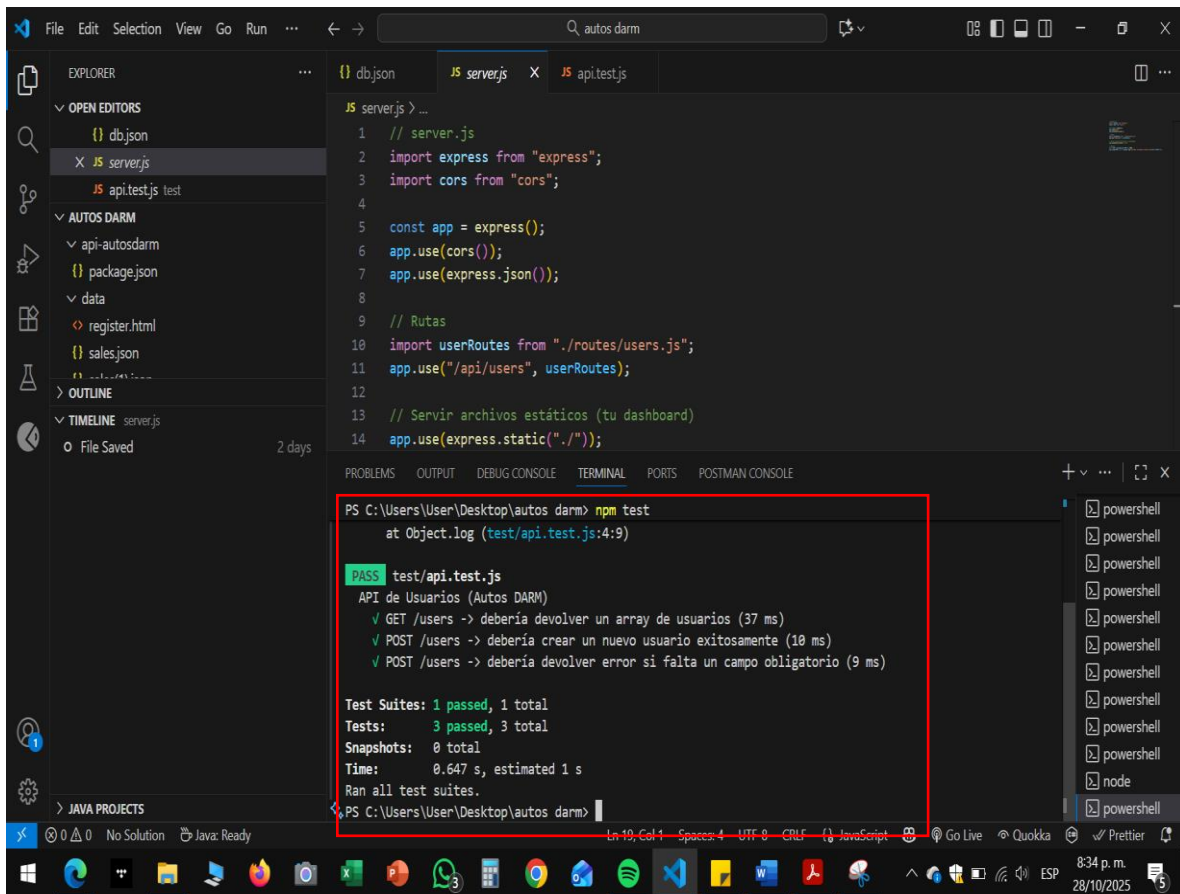 File Edit Selection View Go Run ···
autos darm
EXPLORER ···
OPEN EDITORS
{} db.json
X JS server.js
JS api.test.js test
AUTOS DARM
api-autosdarm
{} package.json
data
<> register.html
{} sales.json
OUTLINE
TIMELINE server.js
File Saved 2 days
JAVA PROJECTS
{} db.json JS server.js X JS api.test.js
JS server.js > ...
1 // server.js
2 import express from "express";
3 import cors from "cors";
4
5 const app = express();
6 app.use(cors());
7 app.use(express.json());
8
9 // Rutas
10 import userRoutes from "./routes/users.js";
11 app.use("/api/users", userRoutes);
12
13 // Servir archivos estáticos (tu dashboard)
14 app.use(express.static("./"));
PROBLEMS OUTPUT DEBUG CONSOLE TERMINAL PORTS POSTMAN CONSOLE
PS C:\Users\User\Desktop\autos darm> npm test
at Object.log (test/api.test.js:4:9)
PASS test/api.test.js
API de Usuarios (Autos DARM)
√ GET /users -> debería devolver un array de usuarios (37 ms)
√ POST /users -> debería crear un nuevo usuario exitosamente (10 ms)
√ POST /users -> debería devolver error si falta un campo obligatorio (9 ms)
Test Suites: 1 passed, 1 total
Tests: 3 passed, 3 total
Snapshots: 0 total
Time: 0.647 s, estimated 1 s
Ran all test suites.
PS C:\Users\User\Desktop\autos darm>
powershell
powershell
powershell
powershell
powershell
powershell
powershell
powershell
powershell
powershell
node
powershell
0 0 No Solution Java: Ready Ln 19, Col 1 Spaces: 4 UTF-8 CRLF {} JavaScript Go Live Quokka Prettier
ESP
8:34 p. m.
28/10/2025